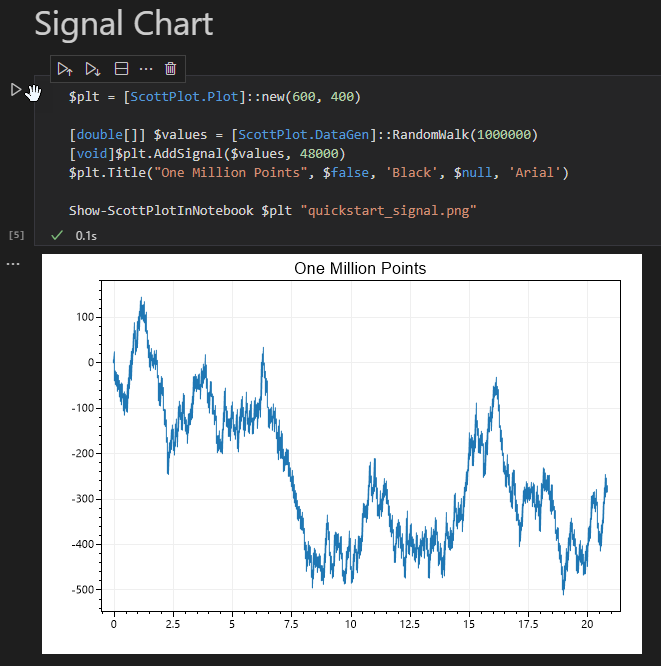 Signal Chart
$plt = [ScottPlot.Plot]::new(600, 400)
[double[]] $values = [ScottPlot.DataGen]::RandomWalk(1000000)
[void]$plt.AddSignal($values, 48000)
$plt.Title("One Million Points", $false, 'Black', $null, 'Arial')
Show-ScottPlotInNotebook $plt "quickstart_signal.png"
[5] 0.1s
One Million Points
100
0
-100
-200
-300
-400
-500
0 2.5 5 7.5 10 12.5 15 17.5 20